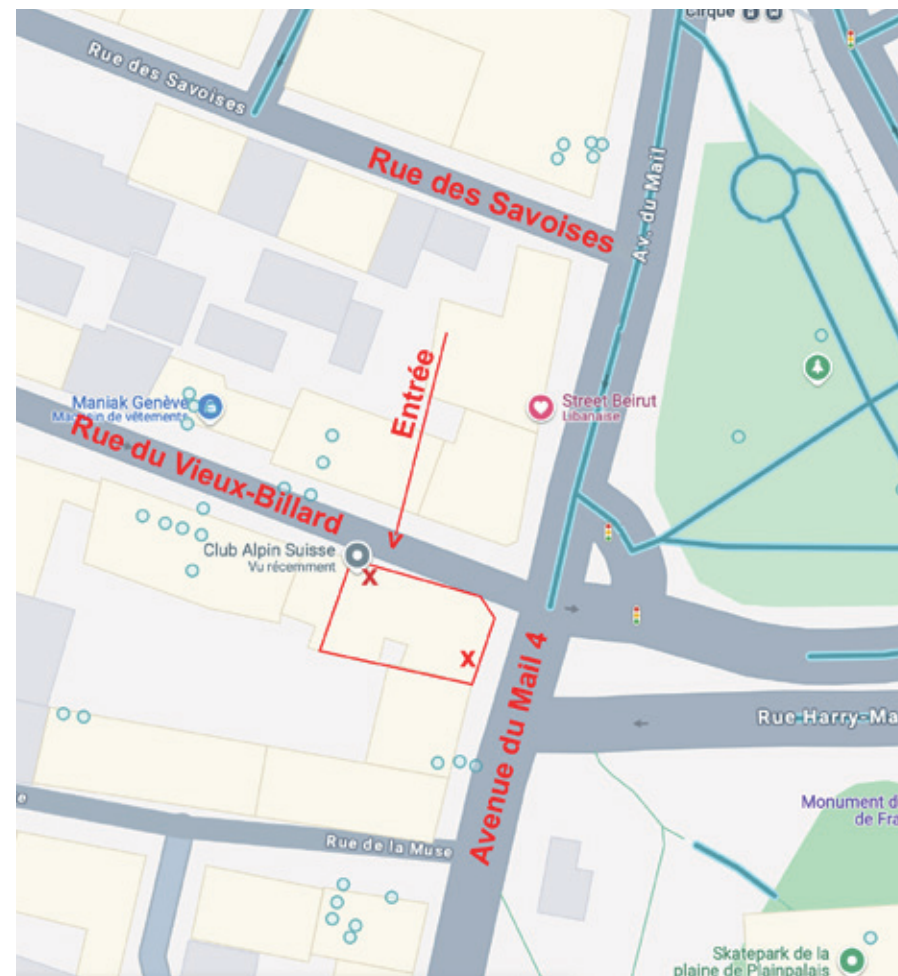 Cirque
Rue des Savoises
Rue des Savoises
Av. du Mail
Entrée
Maniak Genève
Magasin de vêtements
Street Beirut
Libanaise
Rue du Vieux-Billard
Club Alpin Suisse
Vu récemment
x
x
Avenue du Mail 4
Rue Harry-Ma
Monument d
de Fra
Rue de la Muse
e
Skatepark de la
plaine de Plainpalais